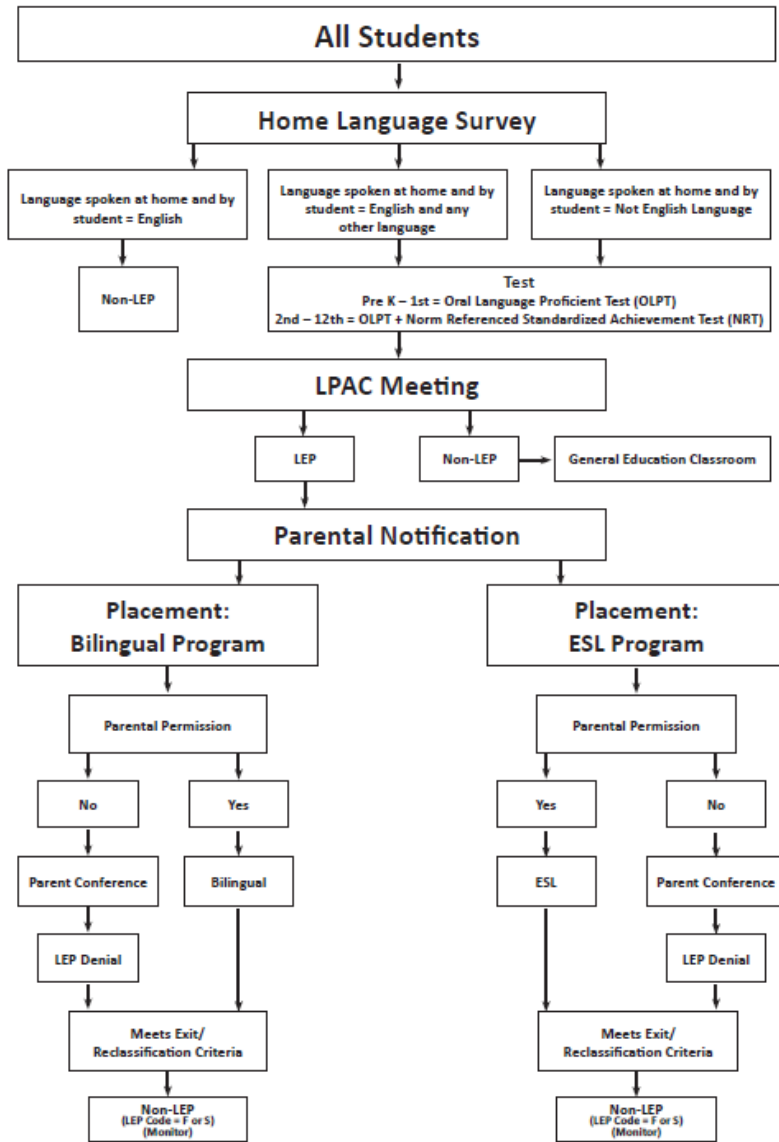 All Students
Home Language Survey
Language spoken at home and by
student = English
Language spoken at home and by
student = English and any
other language
Language spoken at home and by
student = Not English Language
Non-LEP
Test
Pre K – 1st = Oral Language Proficient Test (OLPT)
2nd – 12th = OLPT + Norm Referenced Standardized Achievement Test (NRT)
LPAC Meeting
LEP
Non-LEP
General Education Classroom
Parental Notification
Placement:
Bilingual Program
Placement:
ESL Program
Parental Permission
Parental Permission
No
Yes
Yes
No
Parent Conference
Bilingual
ESL
Parent Conference
LEP Denial
LEP Denial
Meets Exit/
Reclassification Criteria
Meets Exit/
Reclassification Criteria
Non-LEP
(LEP Code = F or S)
(Monitor)
Non-LEP
(LEP Code = F or S)
(Monitor)